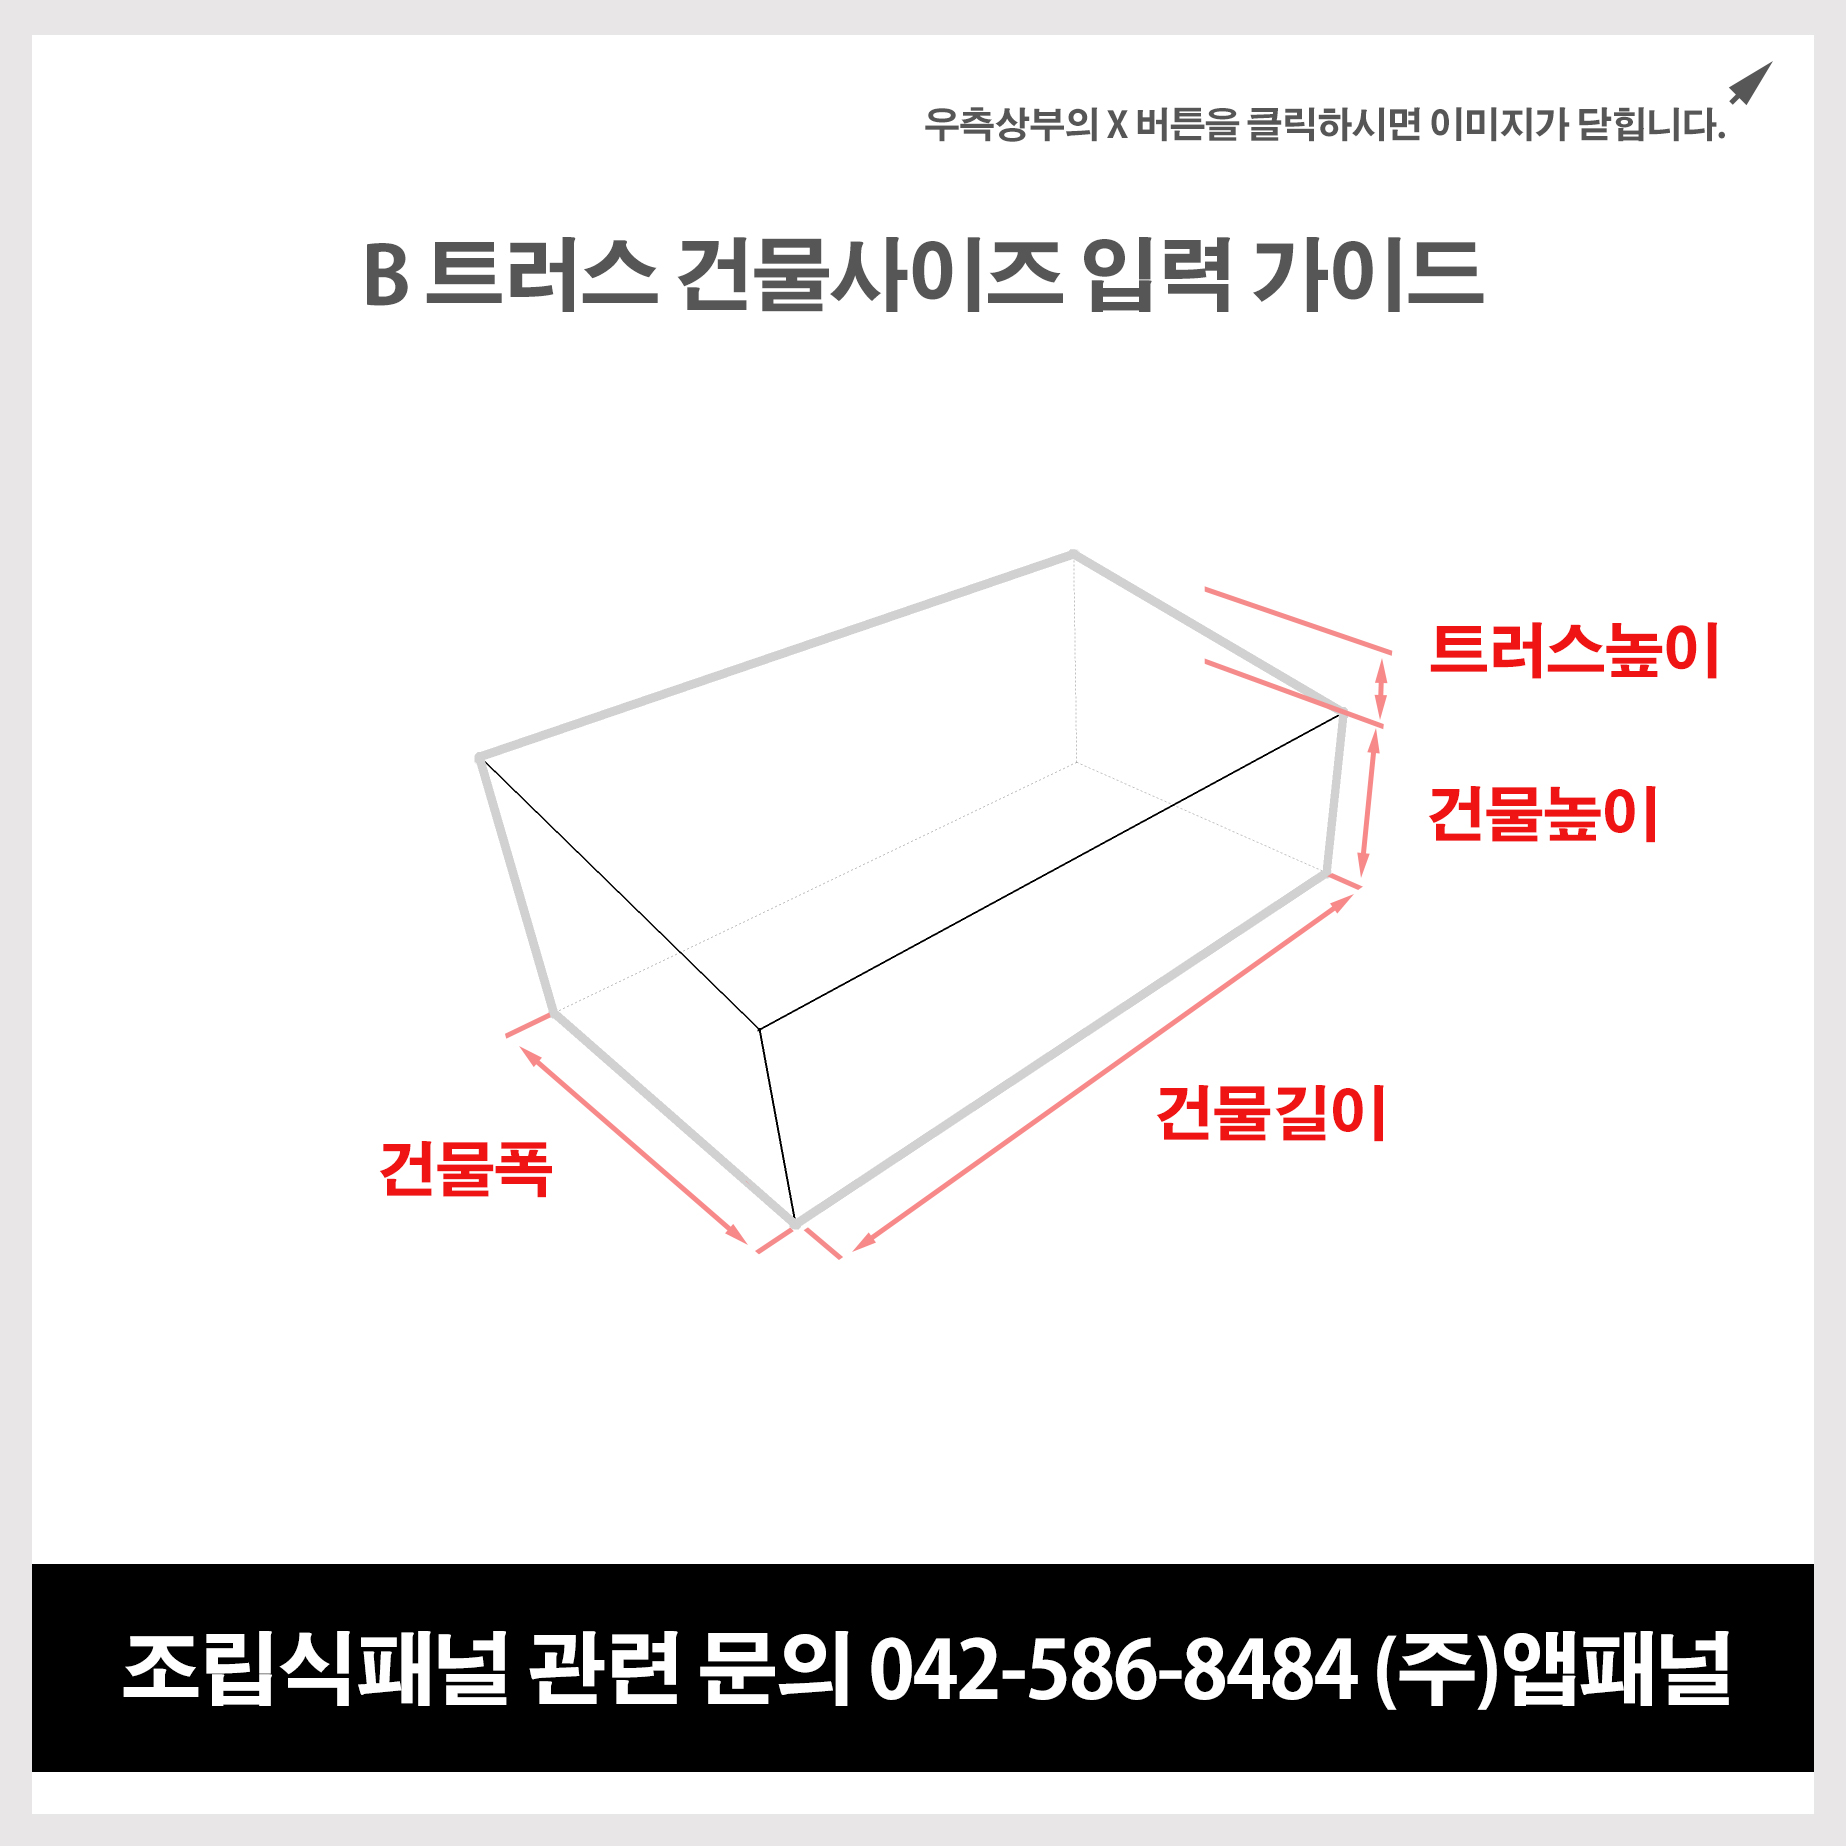 우측상부의 X 버튼을 클릭하시면 이미지가 닫힙니다.
B 트러스 건물사이즈 입력 가이드
트러스높이
건물높이
건물길이
건물폭
조립식패널 관련 문의 042-586-8484 (주)앱패널